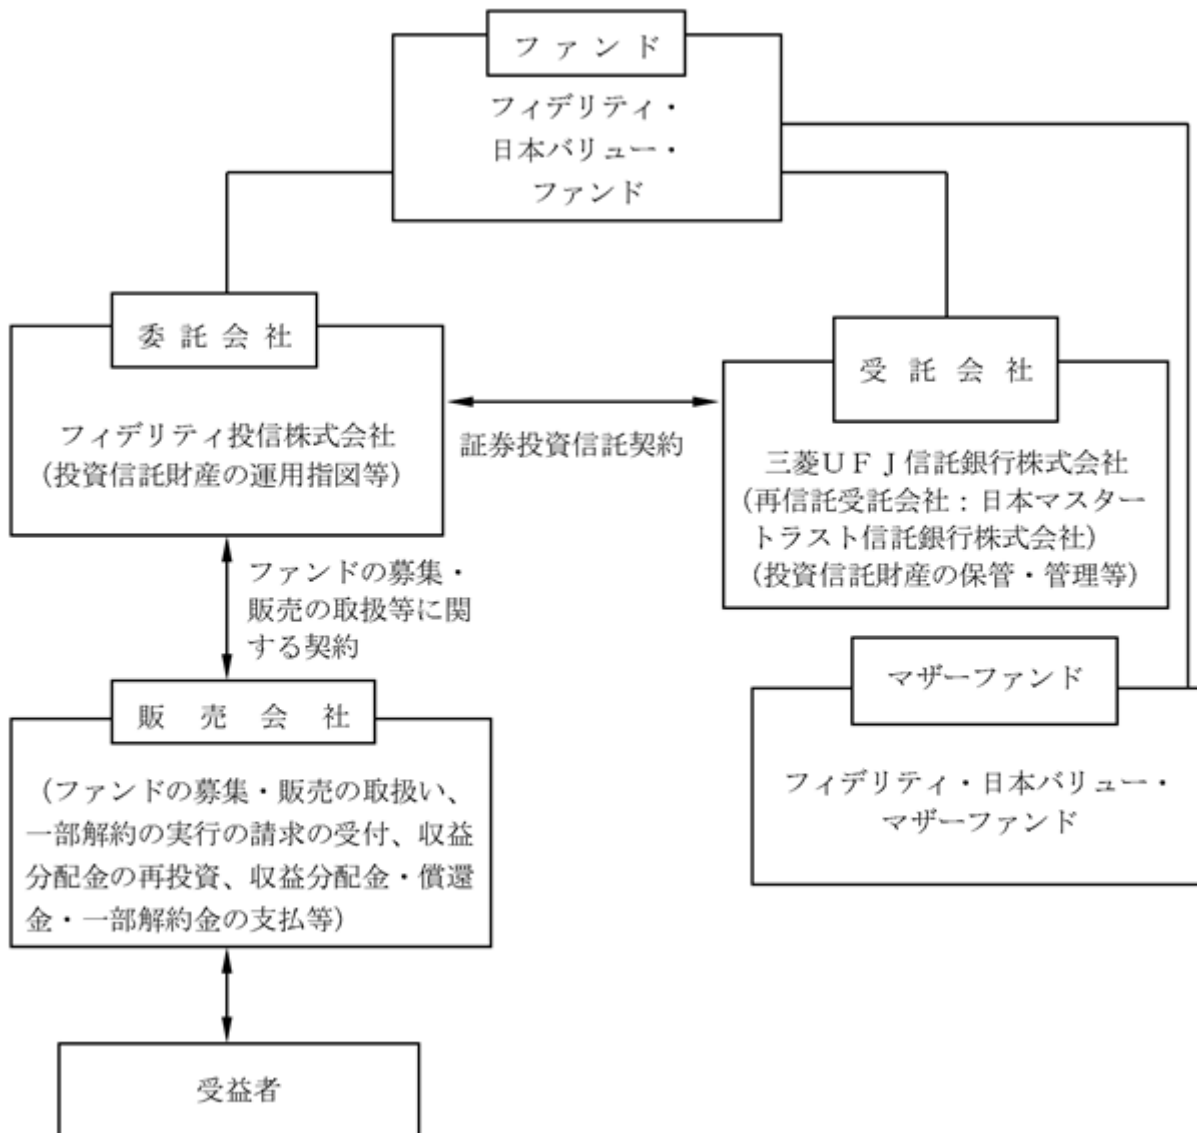 ファンド
フィデリティ・
日本バリュー・
ファンド
委託会社
フィデリティ投信株式会社
（投資信託財産の運用指図等）
証券投資信託契約
受託会社
三菱ＵＦＪ信託銀行株式会社
（再信託受託会社：日本マスター
トラスト信託銀行株式会社）
（投資信託財産の保管・管理等）
ファンドの募集・
販売の取扱等に関
する契約
マザーファンド
フィデリティ・日本バリュー・
マザーファンド
販売会社
（ファンドの募集・販売の取扱い、
一部解約の実行の請求の受付、収益
分配金の再投資、収益分配金・償還
金・一部解約金の支払等）
受益者